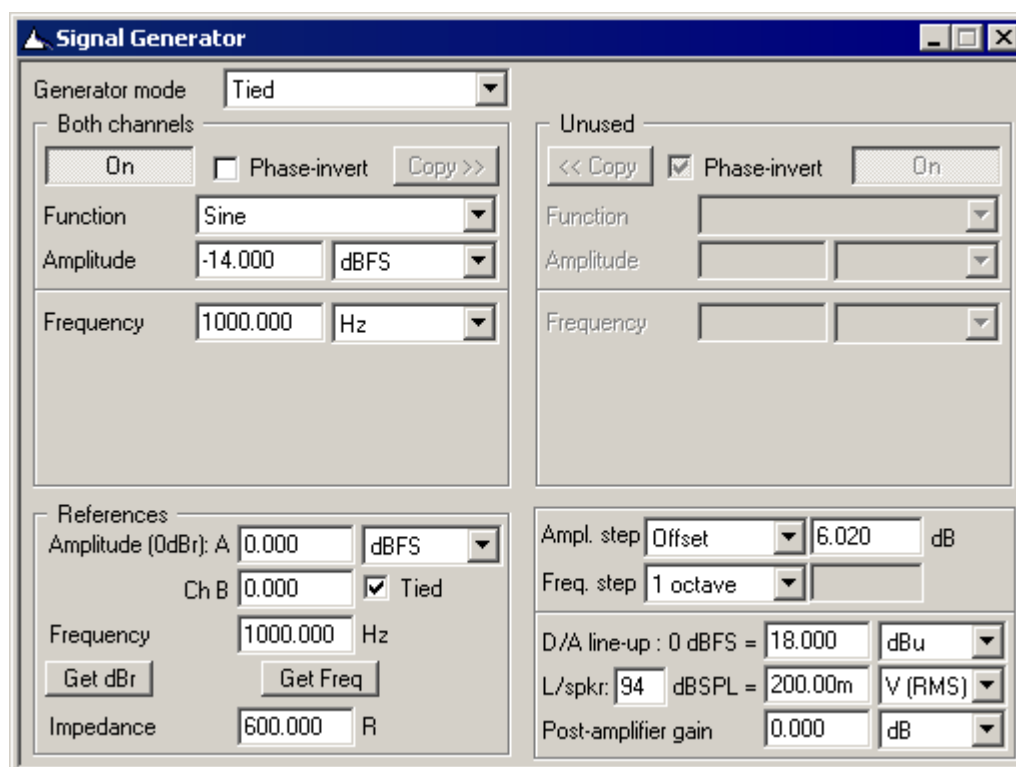 Signal Generator
Generator mode Tied
Both channels
On Phase-invert Copy >>
Function Sine
Amplitude -14.000 dBFS
Frequency 1000.000 Hz
Unused
<< Copy Phase-invert On
Function
Amplitude
Frequency
References
Amplitude (0dBr): A 0.000 dBFS
Ch B 0.000 Tied
Frequency 1000.000 Hz
Get dBr Get Freq
Impedance 600.000 R
Ampl. step Offset 6.020 dB
Freq. step 1 octave
D/A line-up : 0 dBFS = 18.000 dBu
L/spkr: 94 dBSPL = 200.00m V (RMS)
Post-amplifier gain 0.000 dB